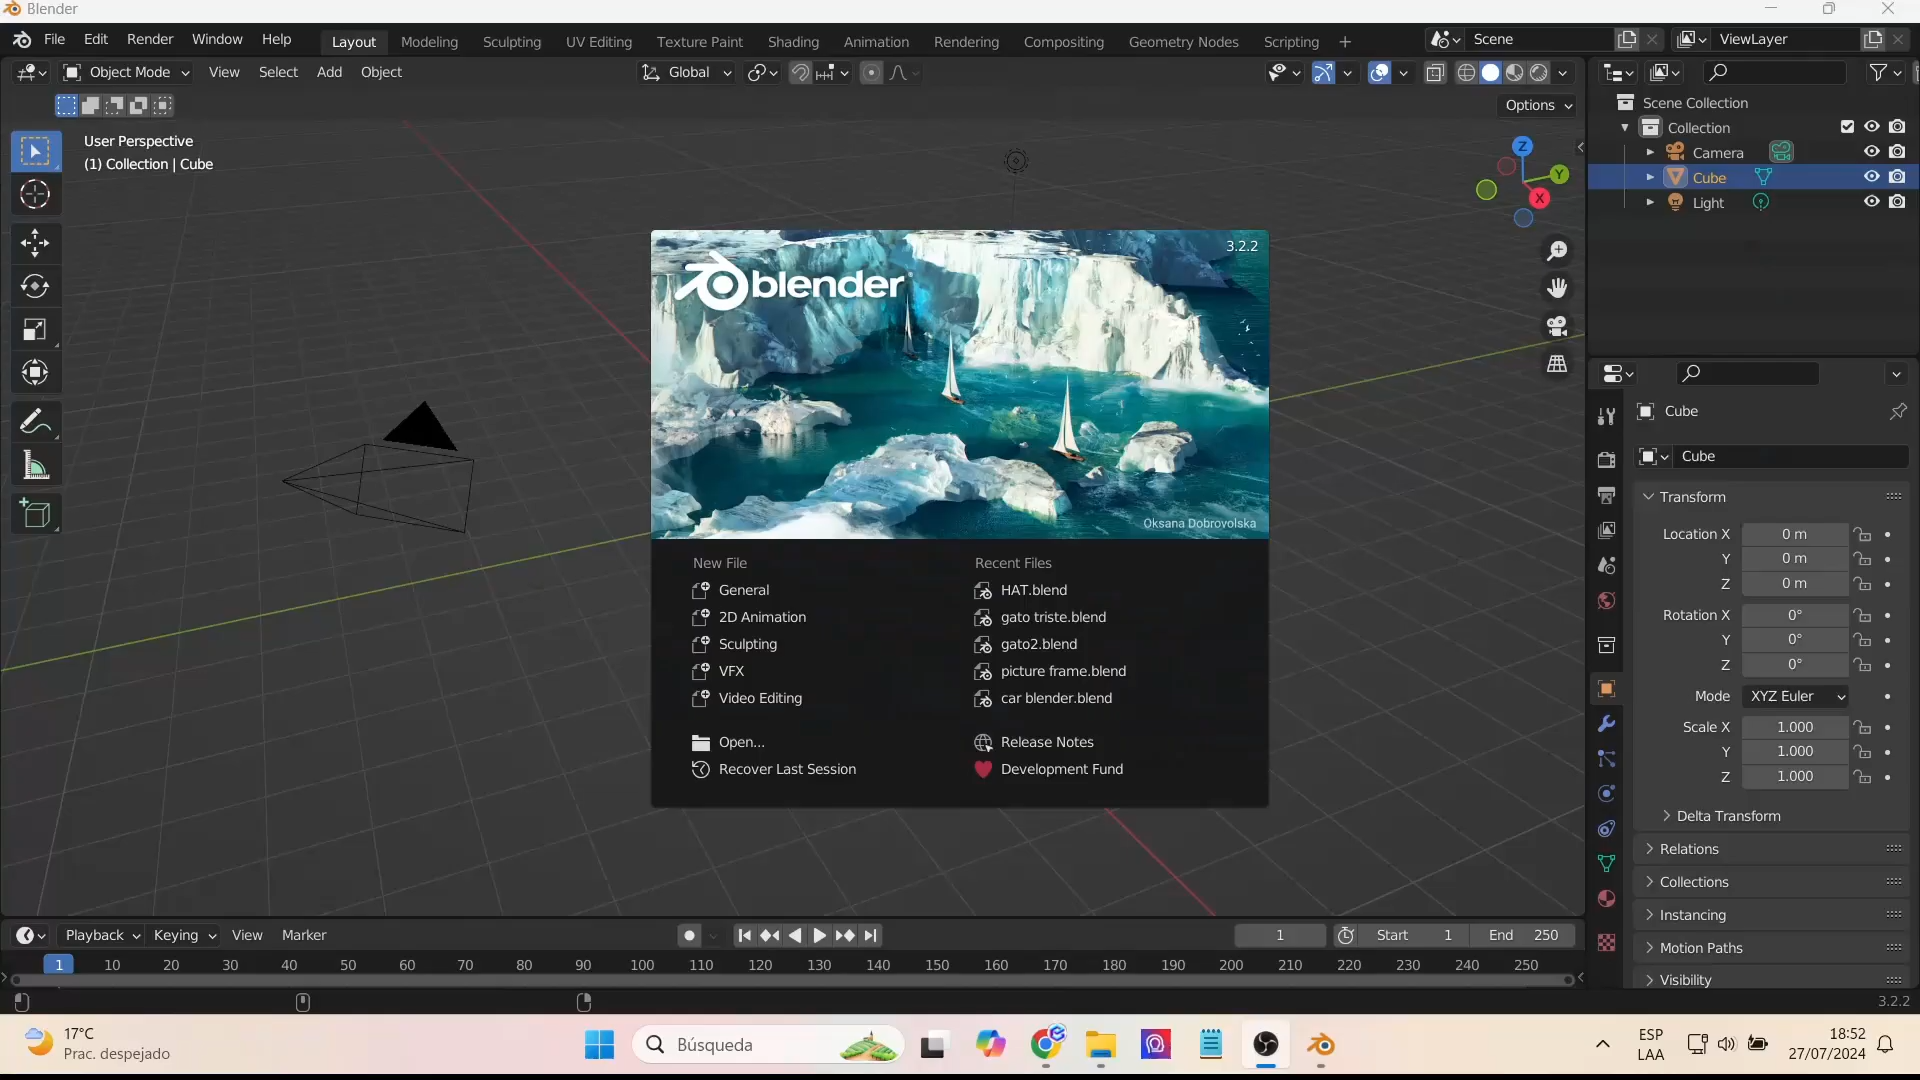 Blender
File Edit Render Window Help
Layout Modeling Sculpting UV Editing Texture Paint Shading Animation Rendering Compositing Geometry Nodes Scripting +
Scene
ViewLayer
Object Mode View Select Add Object
Global
Options
User Perspective
(1) Collection | Cube
Z
Y
X
Scene Collection
Collection
Camera
Cube
Light
3.2.2
blender
Oksana Dobrovolska
New File
General
2D Animation
Sculpting
VFX
Video Editing
Open...
Recover Last Session
Recent Files
HAT.blend
gato triste.blend
gato2.blend
picture frame.blend
car blender.blend
Release Notes
Development Fund
Cube
Cube
Transform
Location X 0 m
Y 0 m
Z 0 m
Rotation X 0°
Y 0°
Z 0°
Mode XYZ Euler
Scale X 1.000
Y 1.000
Z 1.000
Delta Transform
Relations
Collections
Instancing
Motion Paths
Visibility
Playback Keying View Marker
1
Start 1
End 250
1 10 20 30 40 50 60 70 80 90 100 110 120 130 140 150 160 170 180 190 200 210 220 230 240 250
3.2.2
17°C
Prac. despejado
Búsqueda
ESP
LAA
18:52
27/07/2024